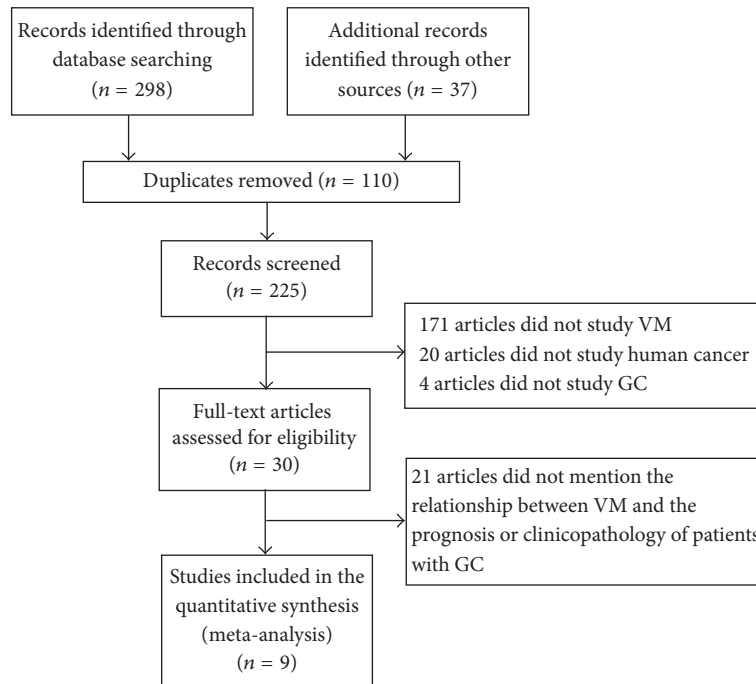 Records identified through
database searching
(n = 298)
Additional records
identified through other
sources (n = 37)
Duplicates removed (n = 110)
Records screened
(n = 225)
171 articles did not study VM
20 articles did not study human cancer
4 articles did not study GC
Full-text articles
assessed for eligibility
(n = 30)
21 articles did not mention the
relationship between VM and the
prognosis or clinicopathology of patients
with GC
Studies included in the
quantitative synthesis
(meta-analysis)
(n = 9)